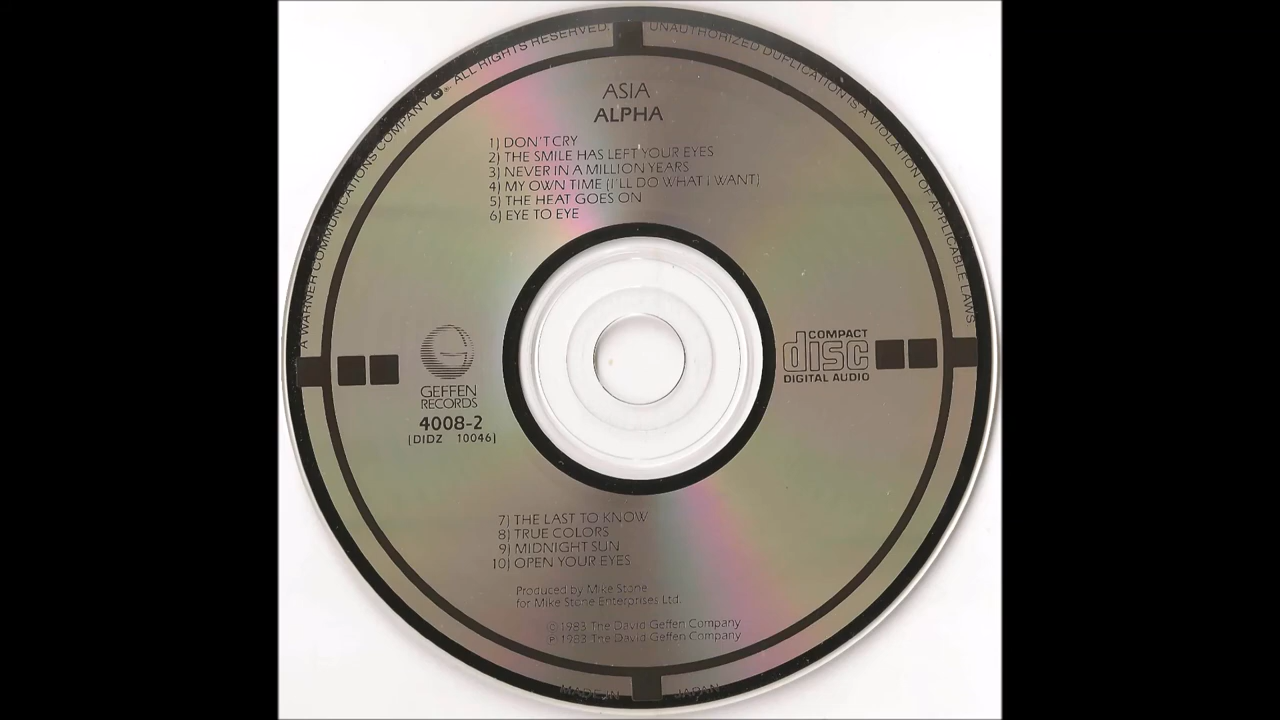 A WARNER COMMUNICATIONS COMPANY ALL RIGHTS RESERVED. UNAUTHORIZED DUPLICATION IS A VIOLATION OF APPLICABLE LAWS
ASIA
ALPHA
1) DON'T CRY
2) THE SMILE HAS LEFT YOUR EYES
3) NEVER IN A MILLION YEARS
4) MY OWN TIME (I'LL DO WHAT I WANT)
5) THE HEAT GOES ON
6) EYE TO EYE
GEFFEN
RECORDS
4008-2
[DIDZ 10046]
COMPACT
disc
DIGITAL AUDIO
7) THE LAST TO KNOW
8) TRUE COLORS
9) MIDNIGHT SUN
10) OPEN YOUR EYES
Produced by Mike Stone
for Mike Stone Enterprises Ltd.
© 1983 The David Geffen Company
℗ 1983 The David Geffen Company
MADE IN JAPAN